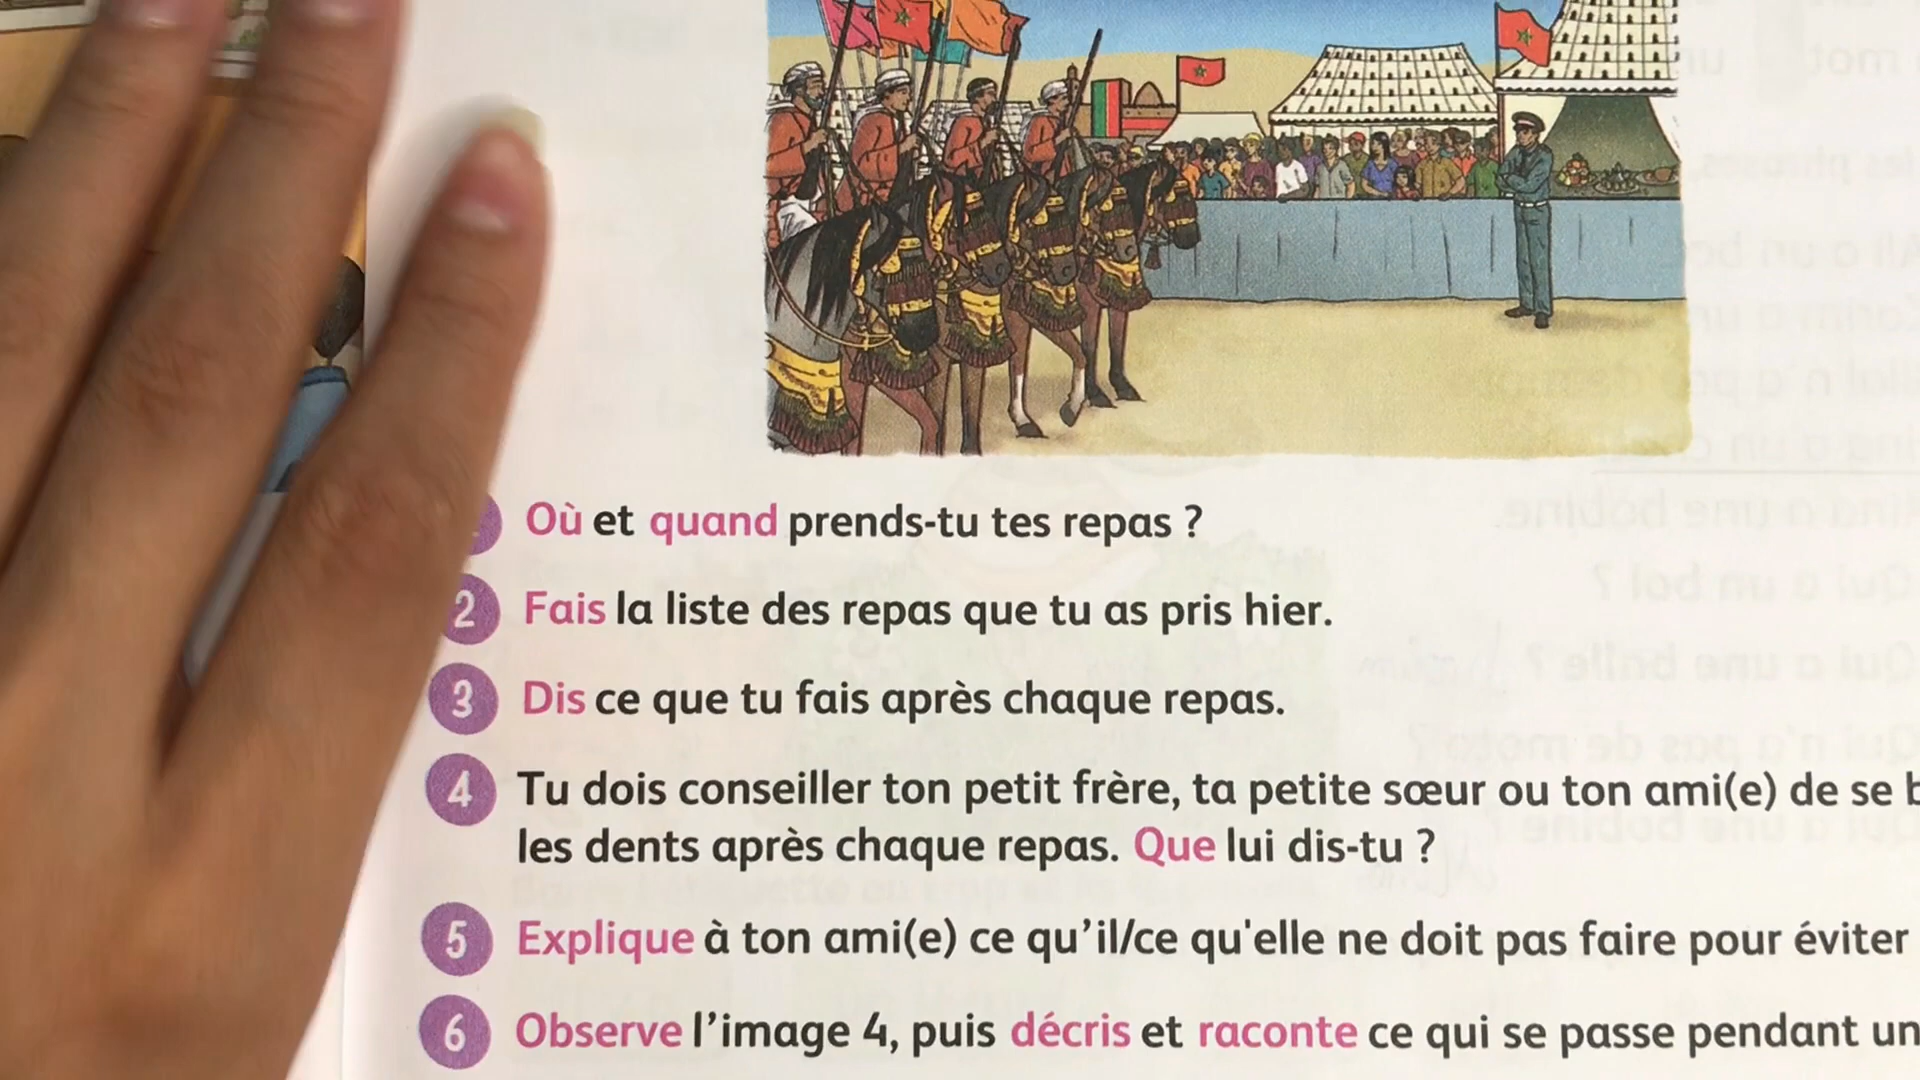 Où et quand prends-tu tes repas ?
2 Fais la liste des repas que tu as pris hier.
3 Dis ce que tu fais après chaque repas.
4 Tu dois conseiller ton petit frère, ta petite sœur ou ton ami(e) de se
les dents après chaque repas. Que lui dis-tu ?
5 Explique à ton ami(e) ce qu'il/ce qu'elle ne doit pas faire pour éviter
6 Observe l'image 4, puis décris et raconte ce qui se passe pendant un